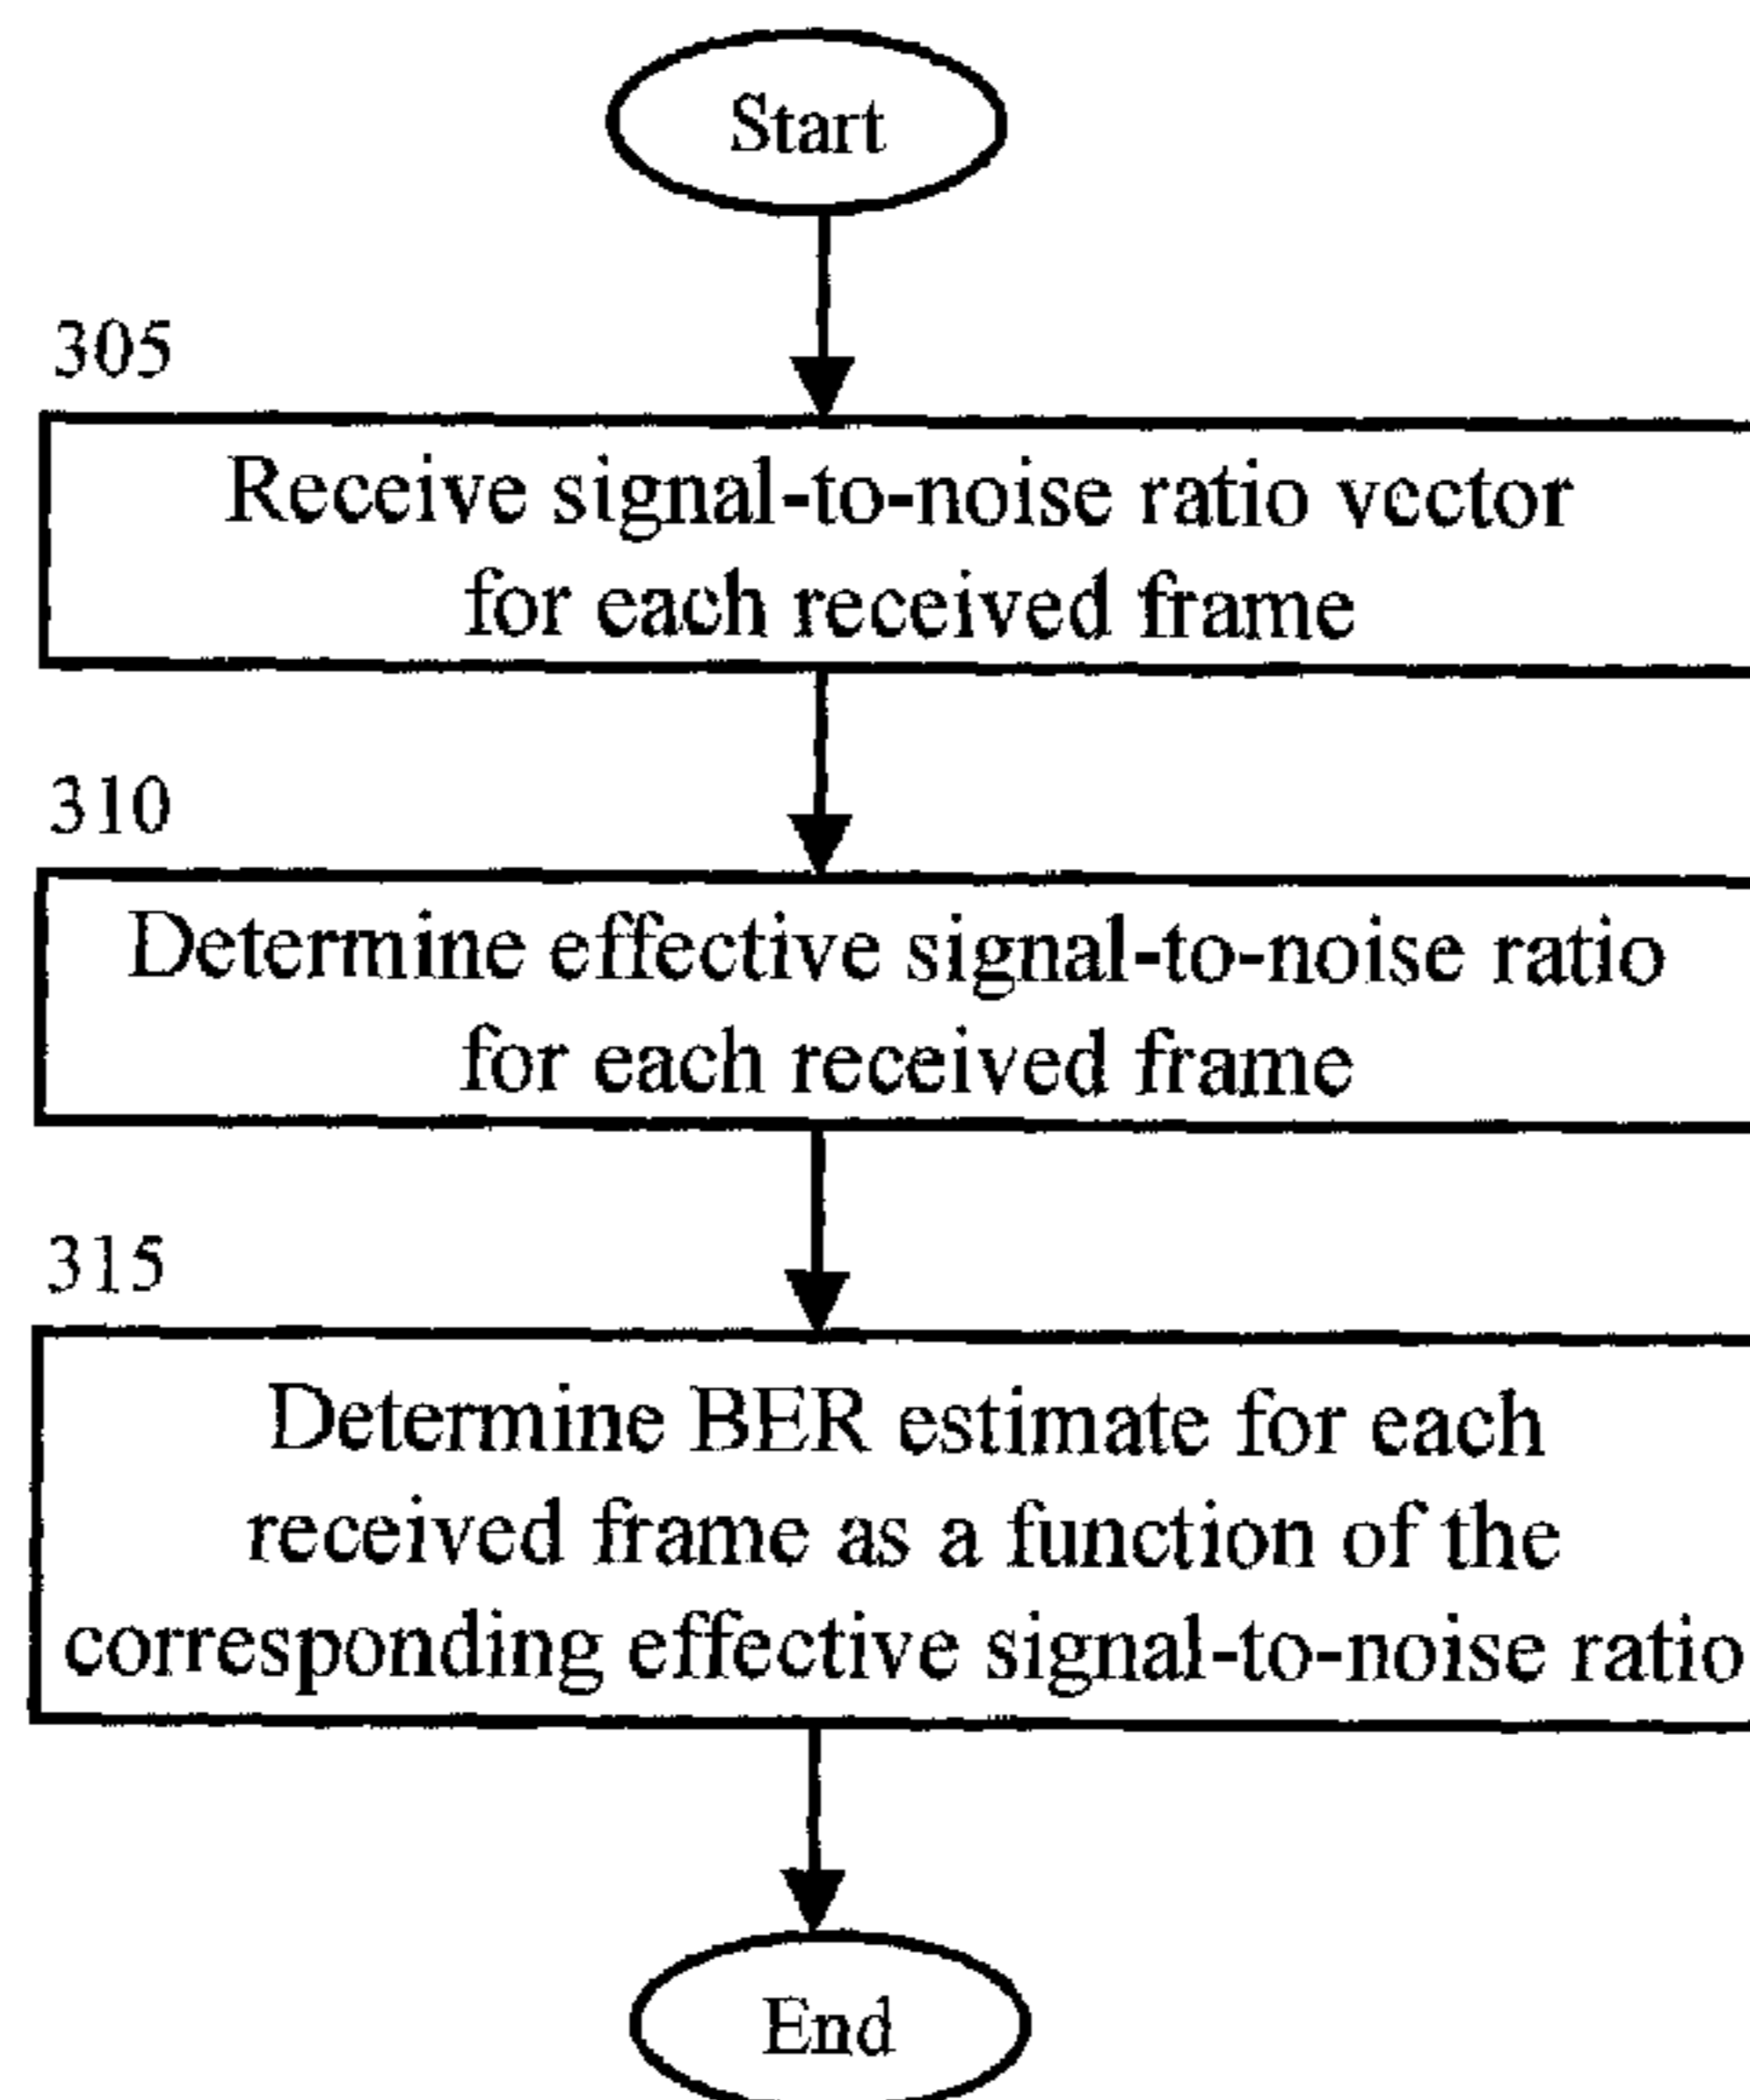 Start
305
Receive signal-to-noise ratio vector
for each received frame
310
Determine effective signal-to-noise ratio
for each received frame
315
Determine BER estimate for each
received frame as a function of the
corresponding effective signal-to-noise ratio
End